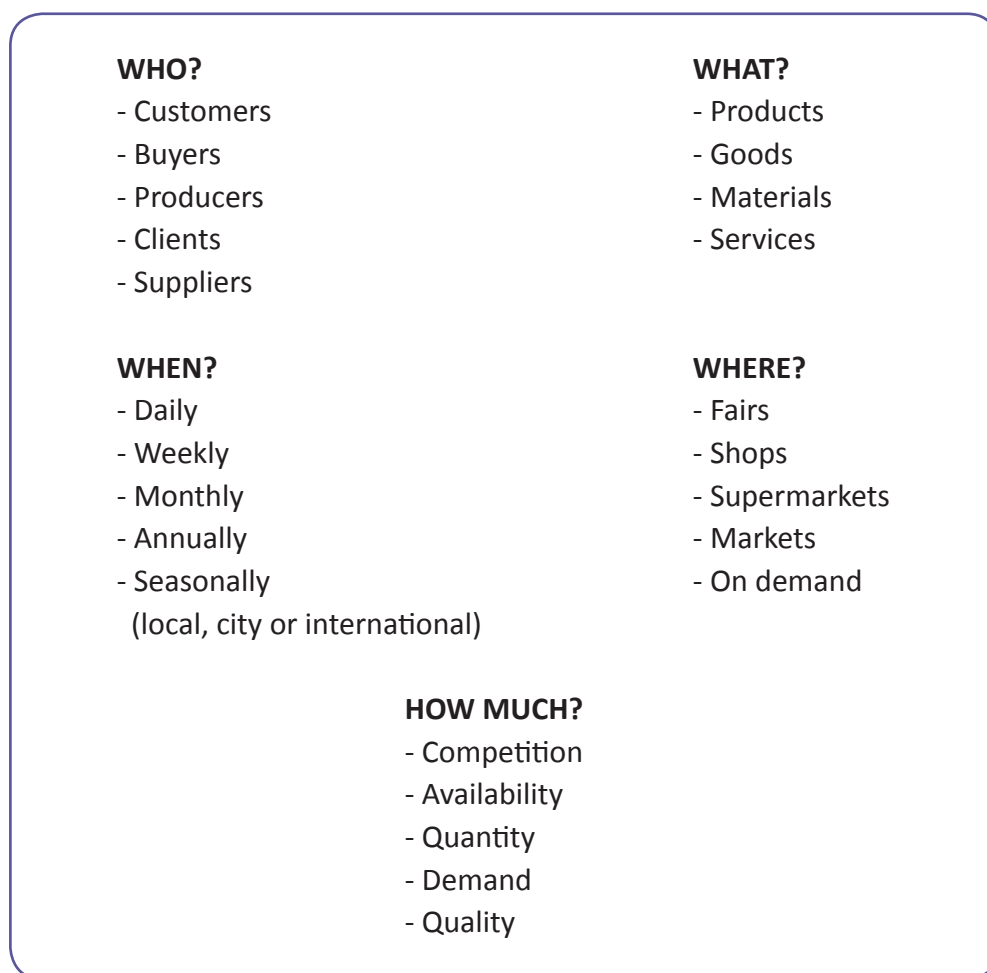 WHO?
- Customers
- Buyers
- Producers
- Clients
- Suppliers
WHAT?
- Products
- Goods
- Materials
- Services
WHEN?
- Daily
- Weekly
- Monthly
- Annually
- Seasonally
(local, city or international)
WHERE?
- Fairs
- Shops
- Supermarkets
- Markets
- On demand
HOW MUCH?
- Competition
- Availability
- Quantity
- Demand
- Quality